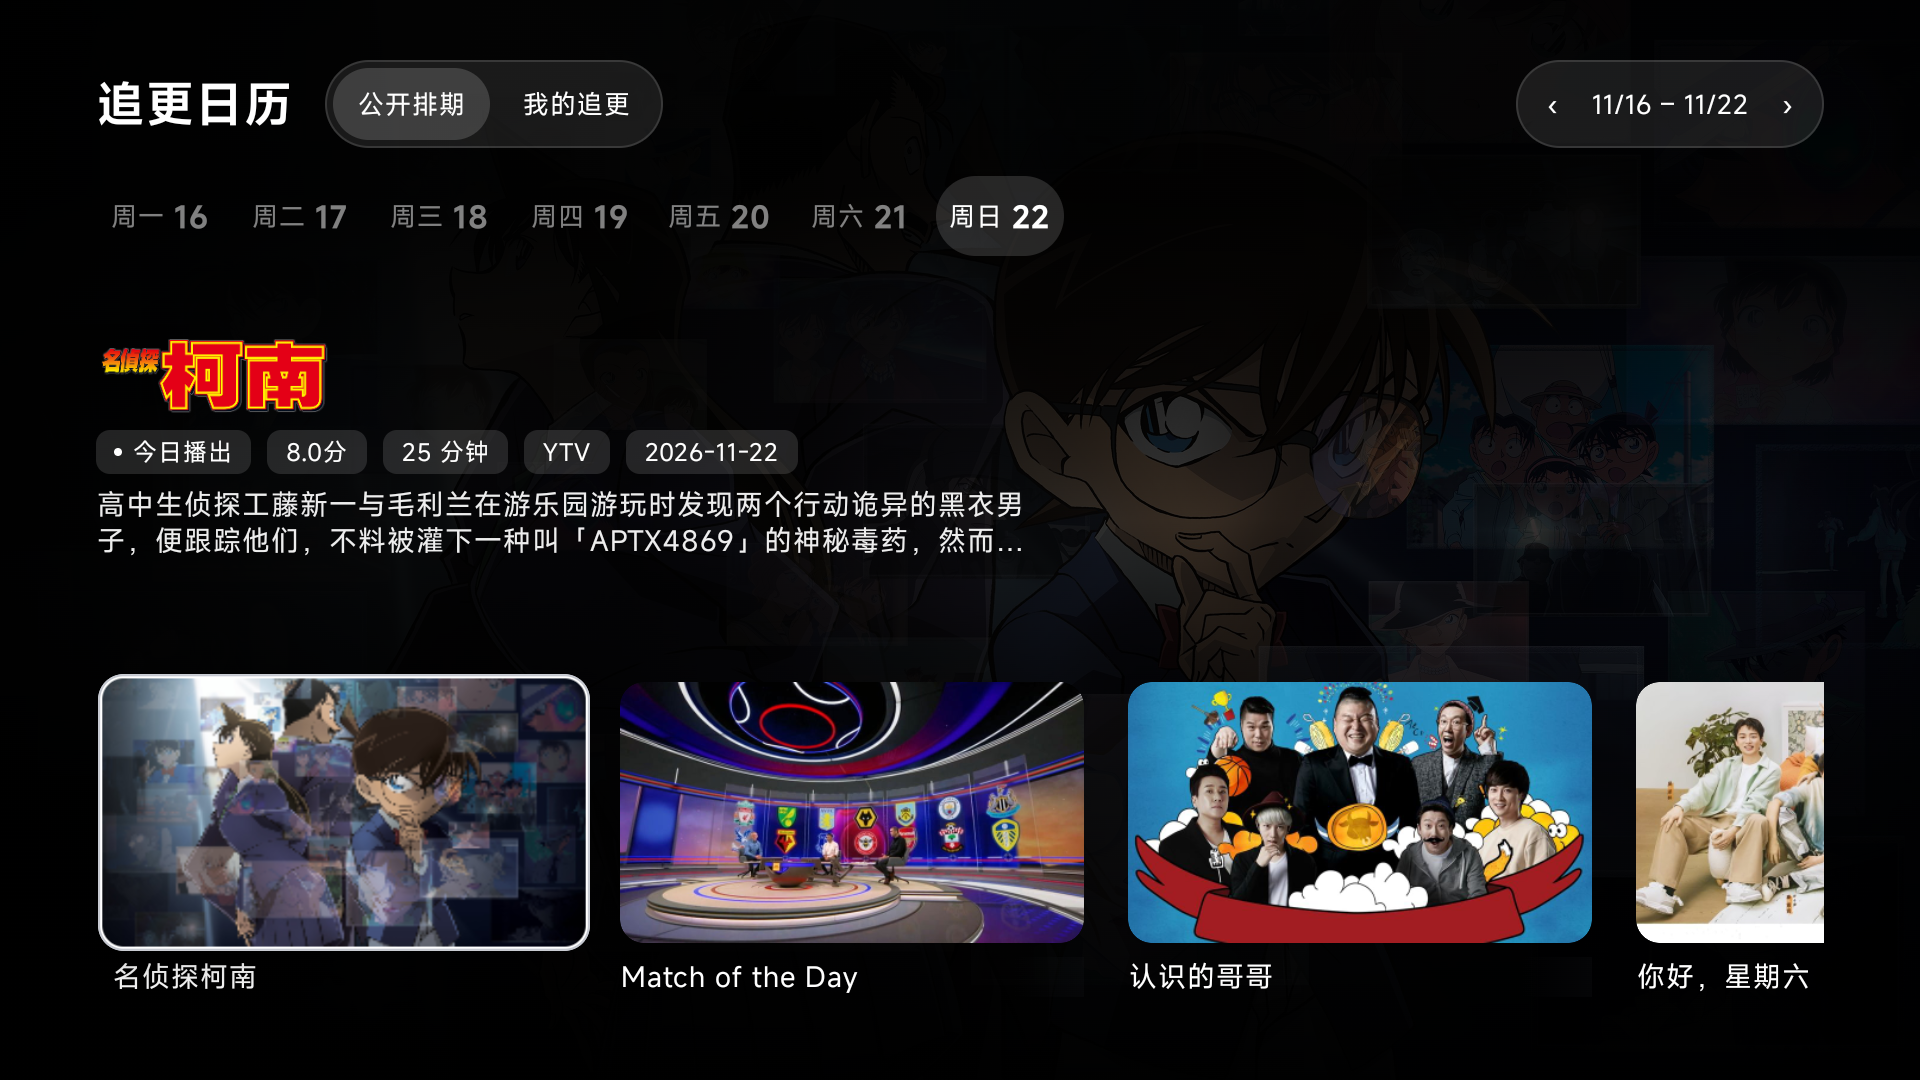 追更日历
公开排期
我的追更
‹ 11/16 – 11/22 ›
周一 16
周二 17
周三 18
周四 19
周五 20
周六 21
周日 22
名侦探柯南
• 今日播出
8.0分
25 分钟
YTV
2026-11-22
高中生侦探工藤新一与毛利兰在游乐园游玩时发现两个行动诡异的黑衣男
子，便跟踪他们，不料被灌下一种叫「APTX4869」的神秘毒药，然而...
名侦探柯南
Match of the Day
认识的哥哥
你好，星期六